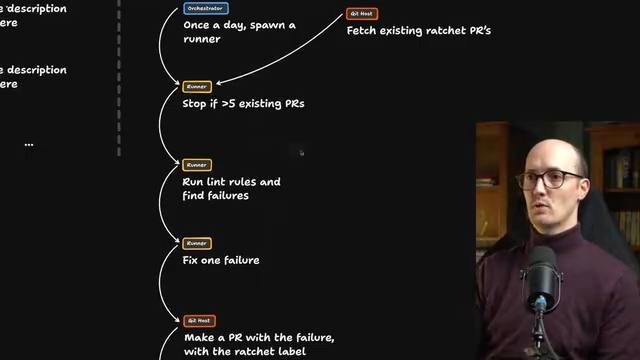 e description
ere
e description
ere
...
Orchestrator
Once a day, spawn a
runner
Git Host
Fetch existing ratchet PR's
Runner
Stop if >5 existing PRs
Runner
Run lint rules and
find failures
Runner
Fix one failure
Git Host
Make a PR with the failure,
with the ratchet label